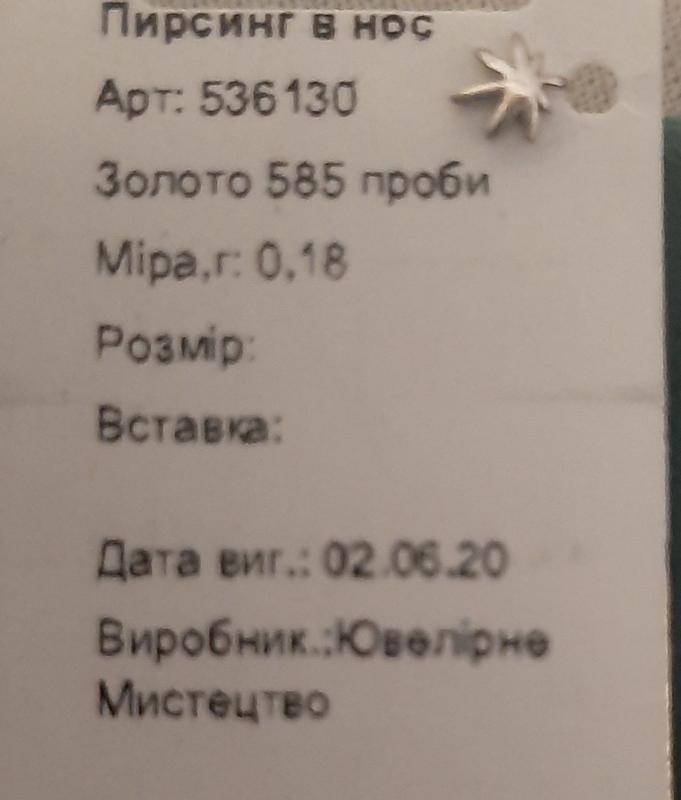 Пирсинг в нос
Арт: 536130
Золото 585 проби
Міра,г: 0,18
Розмір:
Вставка:
Дата виг.: 02.06.20
Виробник.:Ювелірне
Мистецтво